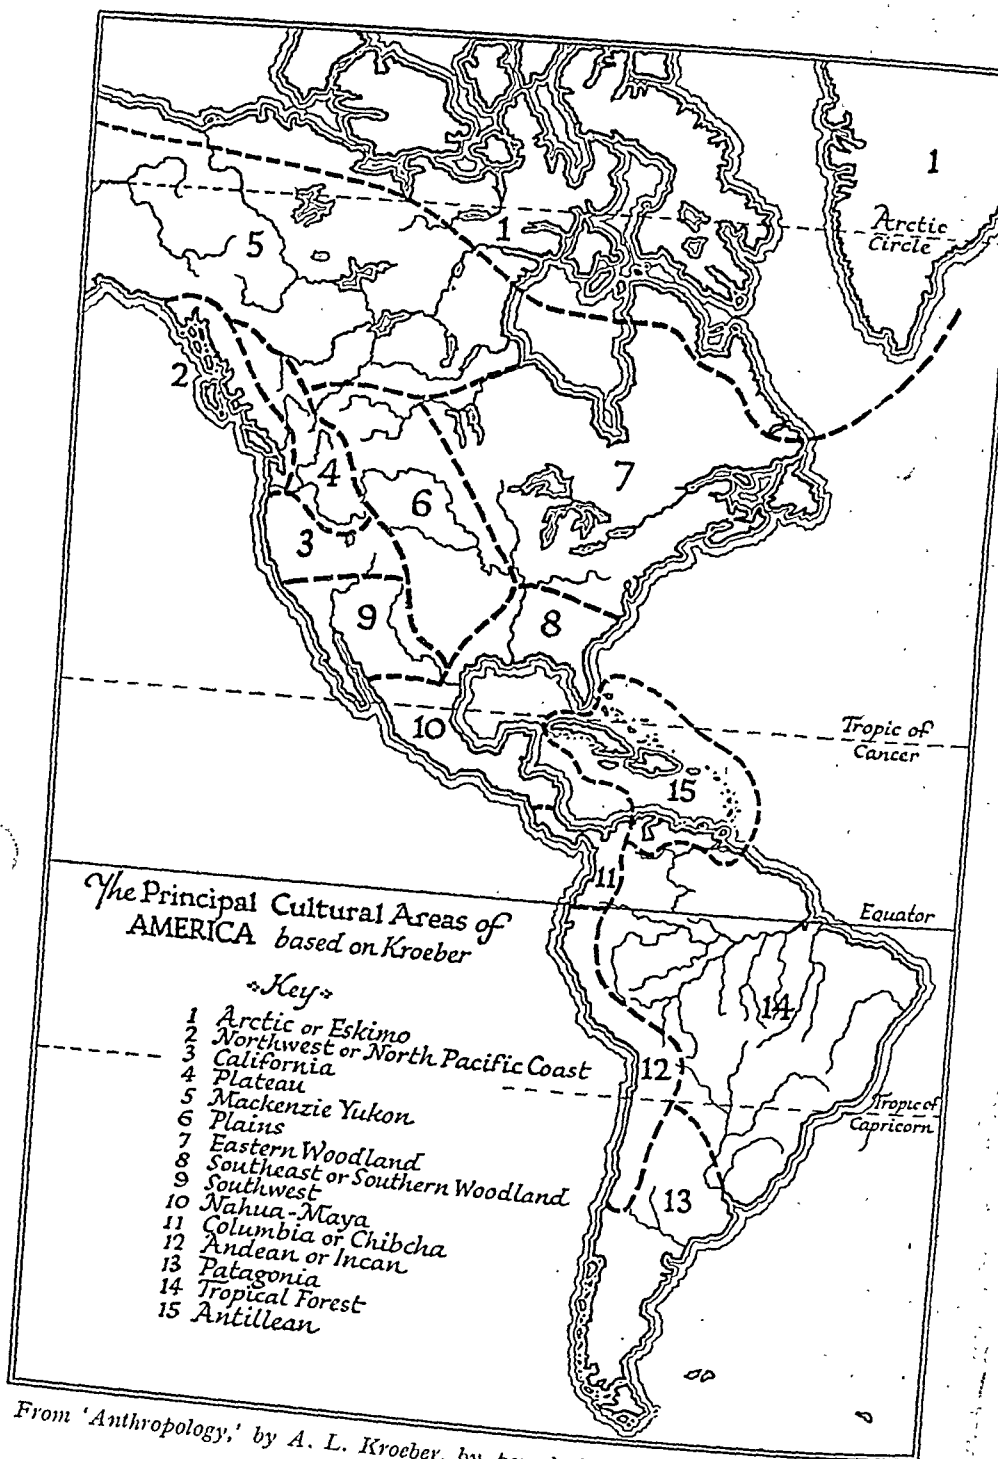 1
Arctic
Circle
1
5
2
4
6
7
3
9
8
10
Tropic of
Cancer
15
11
Equator
The Principal Cultural Areas of
AMERICA based on Kroeber
Key
1 Arctic or Eskimo
2 Northwest or North Pacific Coast
3 California
4 Plateau
5 Mackenzie Yukon
6 Plains
7 Eastern Woodland
8 Southeast or Southern Woodland
9 Southwest
10 Nahua-Maya
11 Columbia or Chibcha
12 Andean or Incan
13 Patagonia
14 Tropical Forest
15 Antillean
14
12
Tropic of
Capricorn
13
From 'Anthropology,' by A. L. Kroeber, by